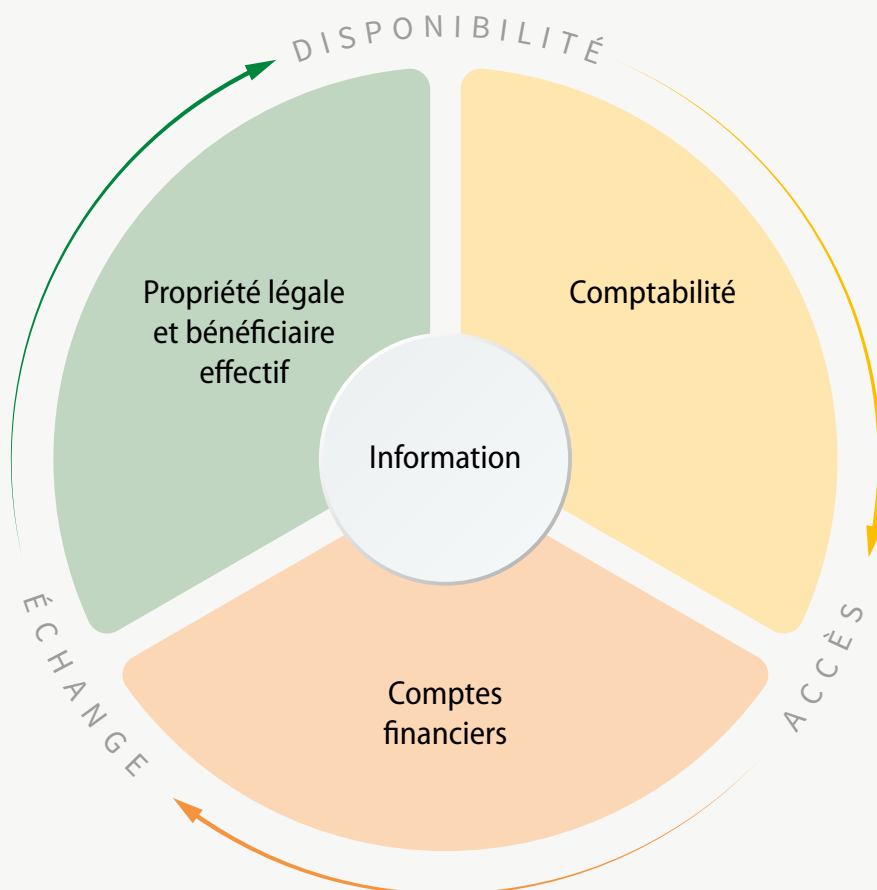 DISPONIBILITÉ
Propriété légale
et bénéficiaire
effectif
Comptabilité
Information
Comptes
financiers
ÉCHANGE
ACCÈS